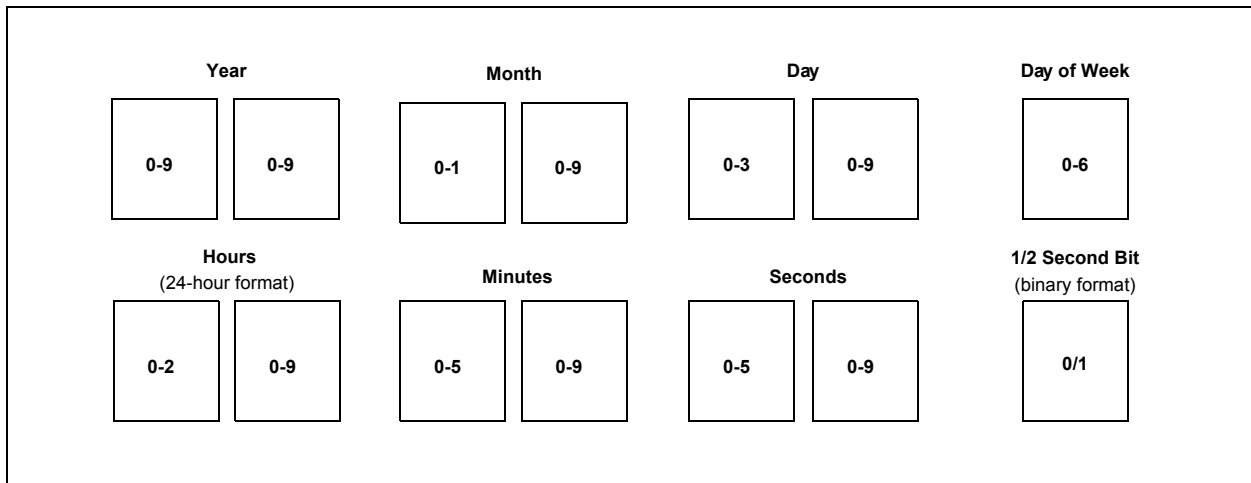 Year
Month
Day
Day of Week
0-9
0-9
0-1
0-9
0-3
0-9
0-6
Hours
(24-hour format)
Minutes
Seconds
1/2 Second Bit
(binary format)
0-2
0-9
0-5
0-9
0-5
0-9
0/1